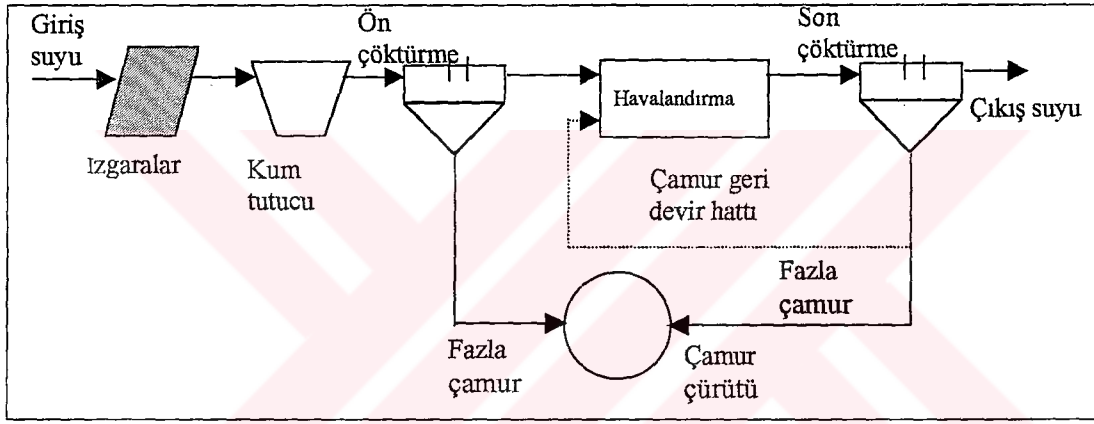 Giriş
suyu
Ön
çöktürme
Son
çöktürme
Havalandırma
Çıkış suyu
Izgaralar
Kum
tutucu
Çamur geri
devir hattı
Fazla
çamur
Fazla
çamur
Çamur
çürütü